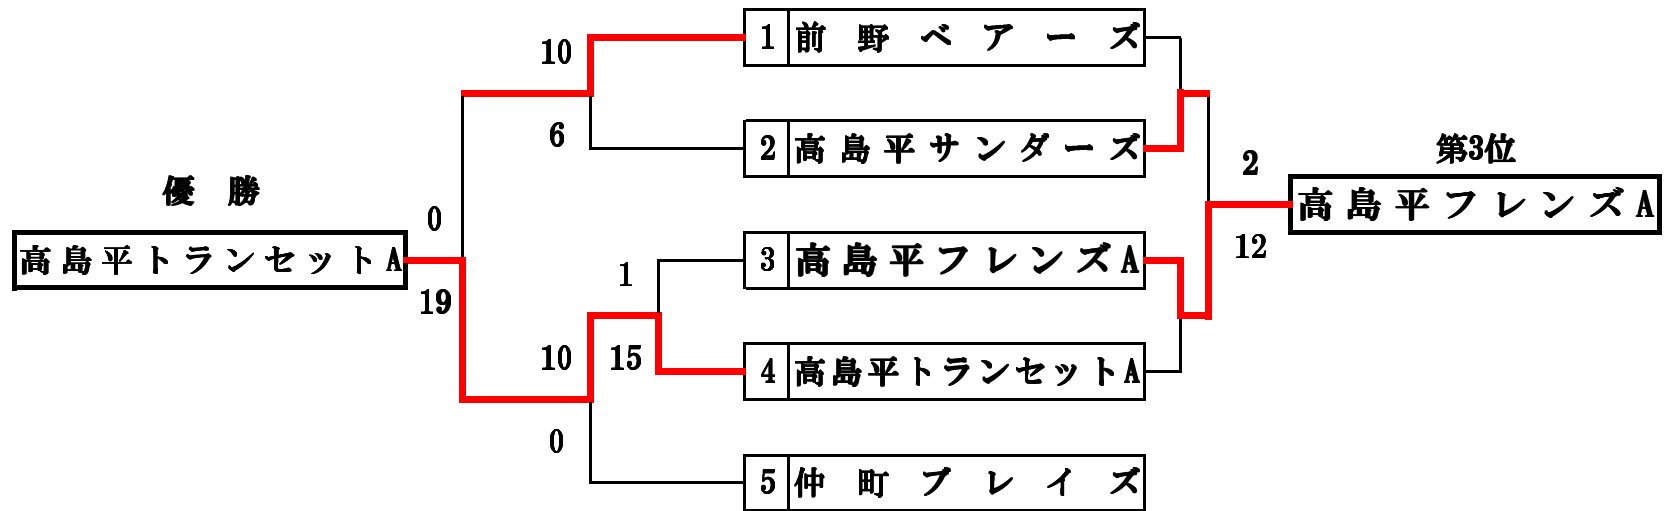 10
1 前野ベアーズ
6
2 高島平サンダーズ
第3位
2
高島平フレンズA
12
優 勝
0
高島平トランセットA
19
1
3 高島平フレンズA
10
15
4 高島平トランセットA
0
5 仲町ブレイズ